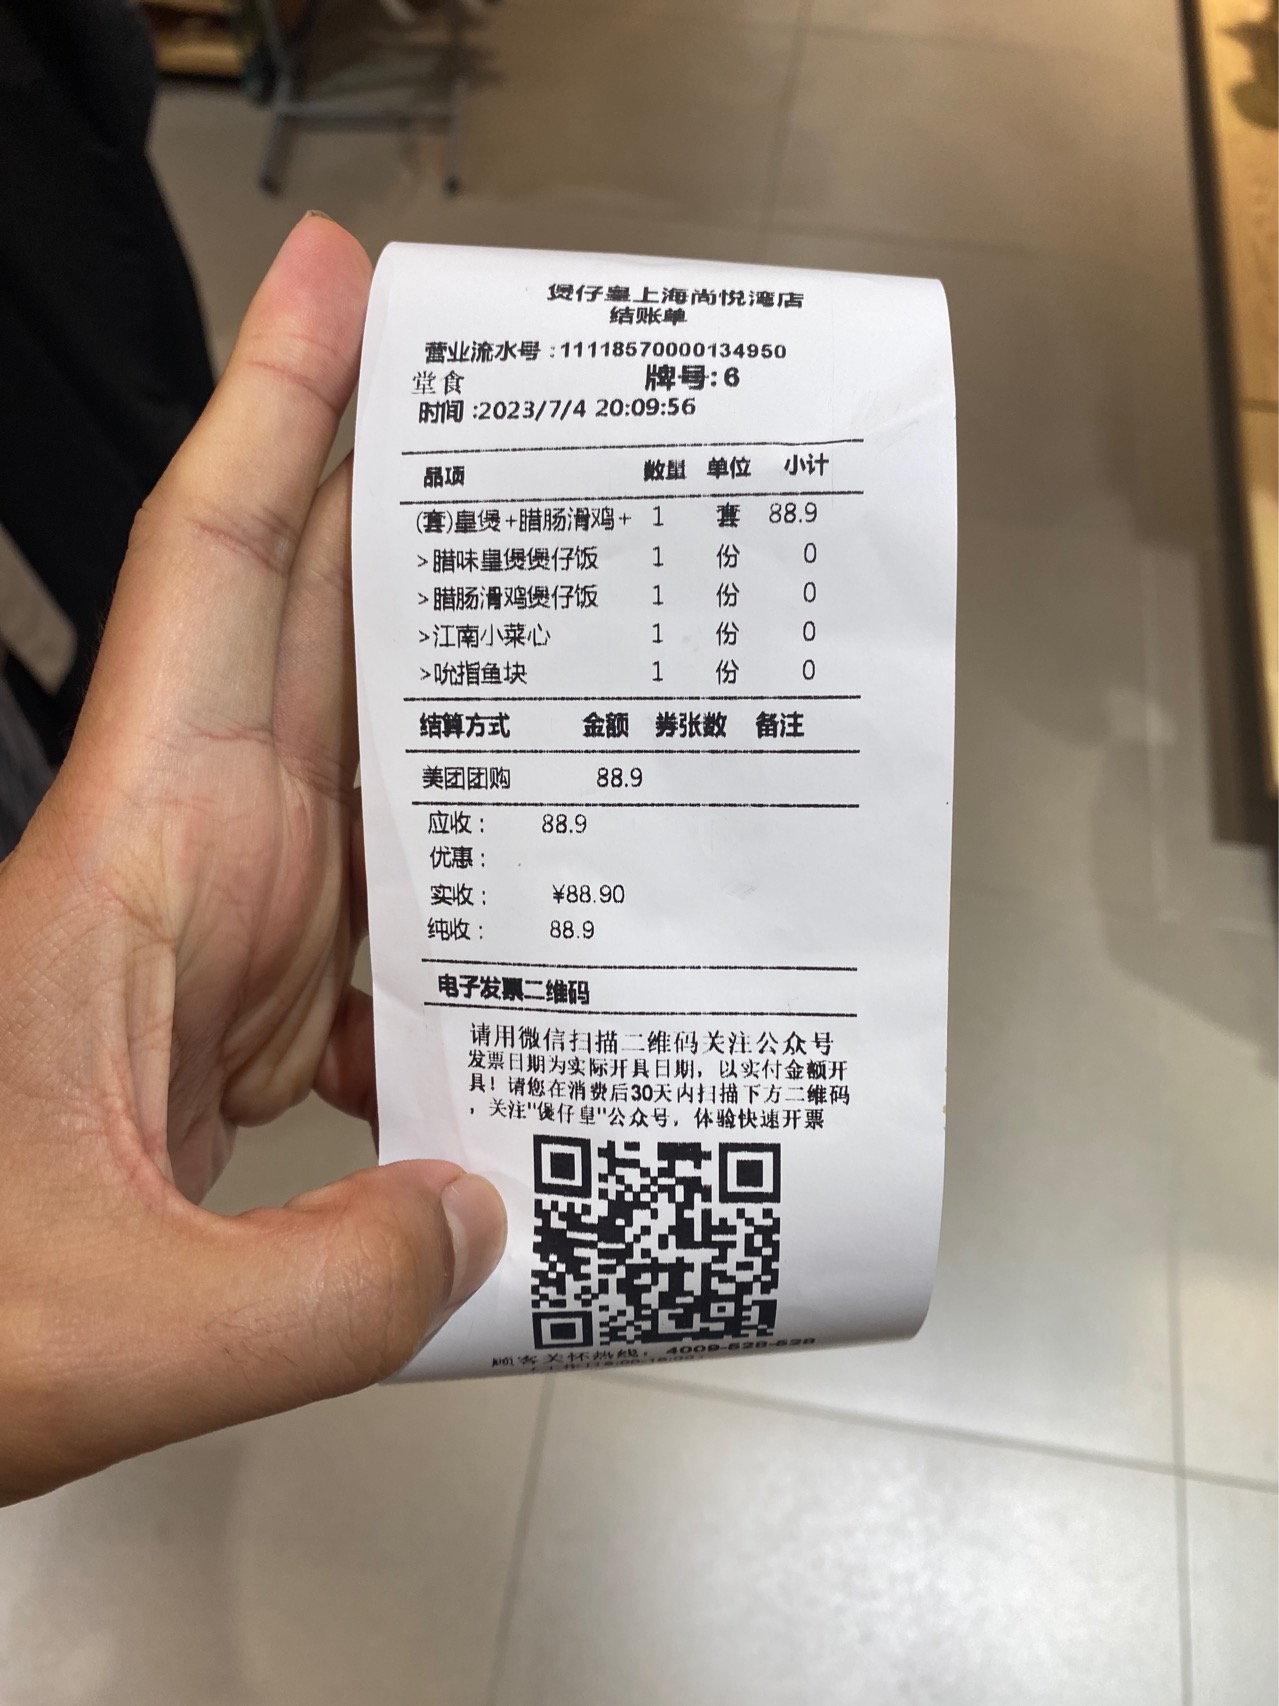 煲仔皇上海尚悦湾店
结账单
营业流水号:11118570000134950
堂食 牌号:6
时间:2023/7/4 20:09:56
品项 数量 单位 小计
(套)皇煲+腊肠滑鸡+ 1 套 88.9
>腊味皇煲煲仔饭 1 份 0
>腊肠滑鸡煲仔饭 1 份 0
>江南小菜心 1 份 0
>吮指鱼块 1 份 0
结算方式 金额 券张数 备注
美团团购 88.9
应收: 88.9
优惠:
实收: ¥88.90
纯收: 88.9
电子发票二维码
请用微信扫描二维码关注公众号
发票日期为实际开具日期，以实付金额开
具！请您在消费后30天内扫描下方二维码
，关注"煲仔皇"公众号，体验快速开票
顾客关怀热线：4009-528-528